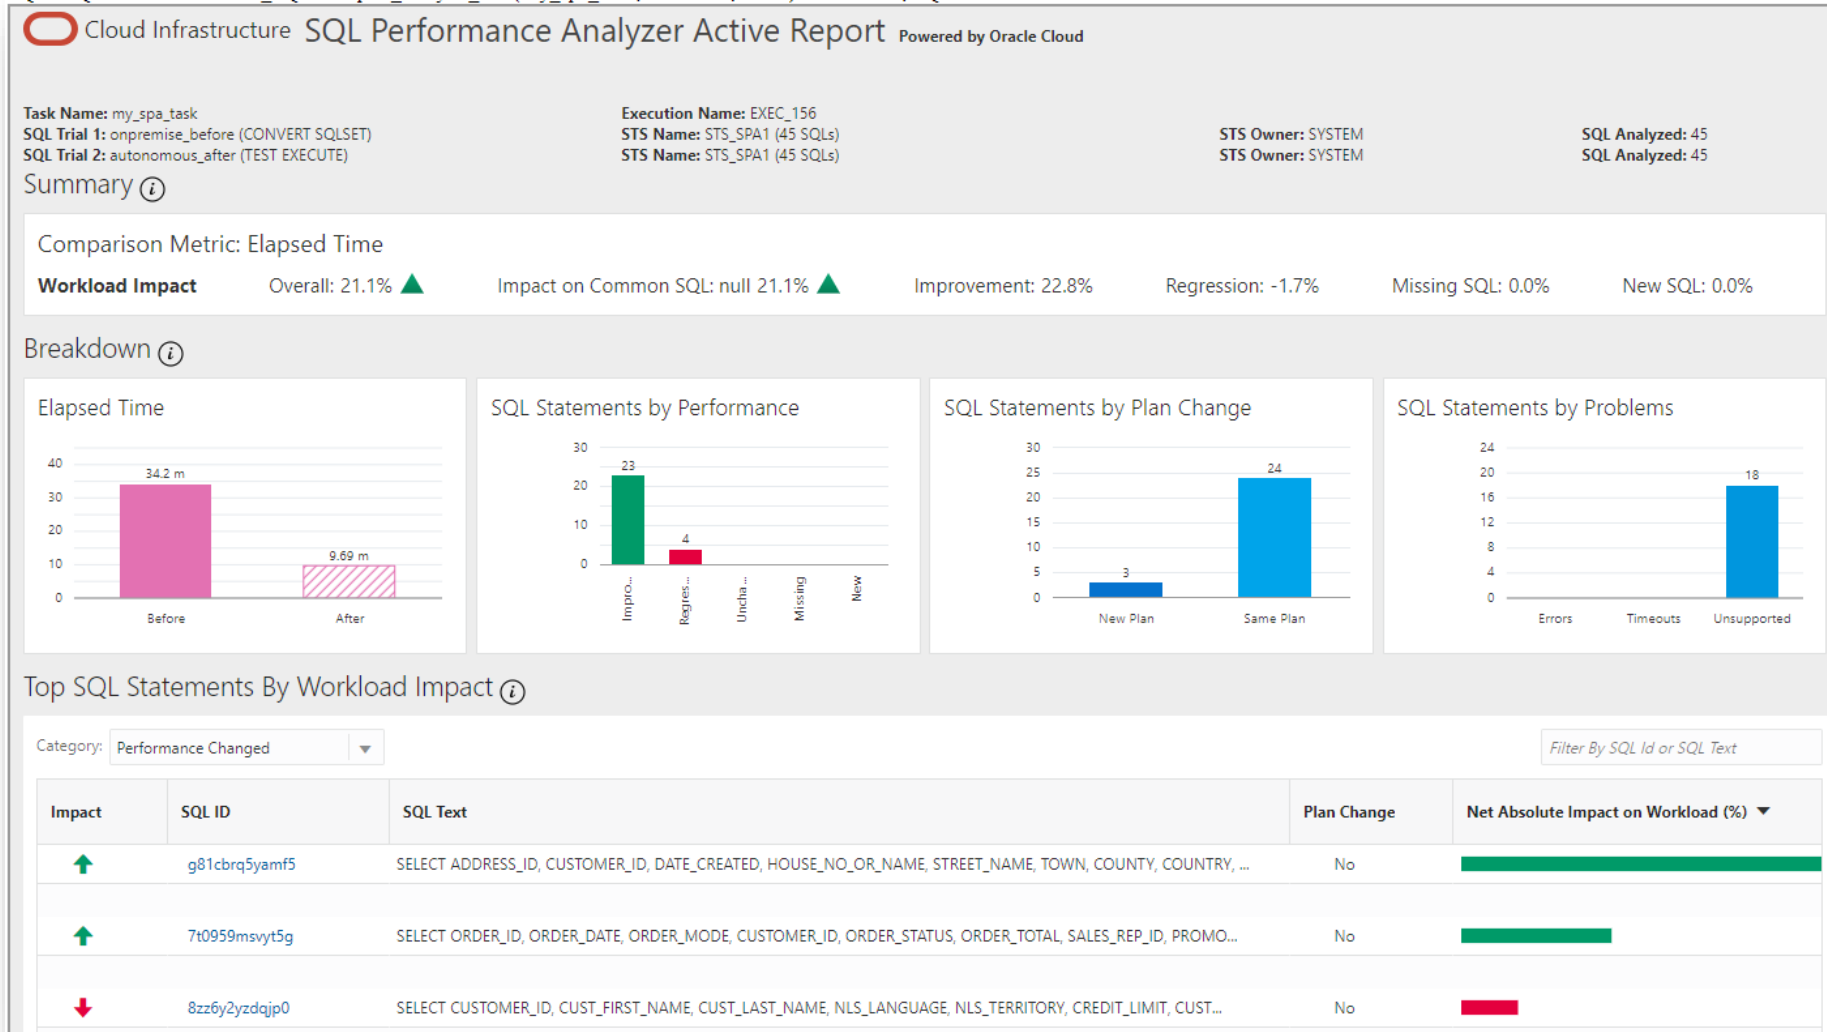 Cloud Infrastructure SQL Performance Analyzer Active Report Powered by Oracle Cloud
Task Name: my_spa_task Execution Name: EXEC_156
SQL Trial 1: onpremise_before (CONVERT SQLSET) STS Name: STS_SPA1 (45 SQLs) STS Owner: SYSTEM SQL Analyzed: 45
SQL Trial 2: autonomous_after (TEST EXECUTE) STS Name: STS_SPA1 (45 SQLs) STS Owner: SYSTEM SQL Analyzed: 45
Summary i
Comparison Metric: Elapsed Time
Workload Impact Overall: 21.1% Impact on Common SQL: null 21.1% Improvement: 22.8% Regression: -1.7% Missing SQL: 0.0% New SQL: 0.0%
Breakdown i
Elapsed Time
40
30
20
10
0
34.2 m
9.69 m
Before After
SQL Statements by Performance
30
20
10
0
23
4
Impro...
Regres...
Uncha...
Missing
New
SQL Statements by Plan Change
30
25
20
15
10
5
0
3
24
New Plan Same Plan
SQL Statements by Problems
24
20
16
12
8
4
0
18
Errors Timeouts Unsupported
Top SQL Statements By Workload Impact i
Category: Performance Changed Filter By SQL Id or SQL Text
Impact SQL ID SQL Text Plan Change Net Absolute Impact on Workload (%)
g81cbrq5yamf5 SELECT ADDRESS_ID, CUSTOMER_ID, DATE_CREATED, HOUSE_NO_OR_NAME, STREET_NAME, TOWN, COUNTY, COUNTRY, ... No
7t0959msvyt5g SELECT ORDER_ID, ORDER_DATE, ORDER_MODE, CUSTOMER_ID, ORDER_STATUS, ORDER_TOTAL, SALES_REP_ID, PROMO... No
8zz6y2yzdqjp0 SELECT CUSTOMER_ID, CUST_FIRST_NAME, CUST_LAST_NAME, NLS_LANGUAGE, NLS_TERRITORY, CREDIT_LIMIT, CUST... No